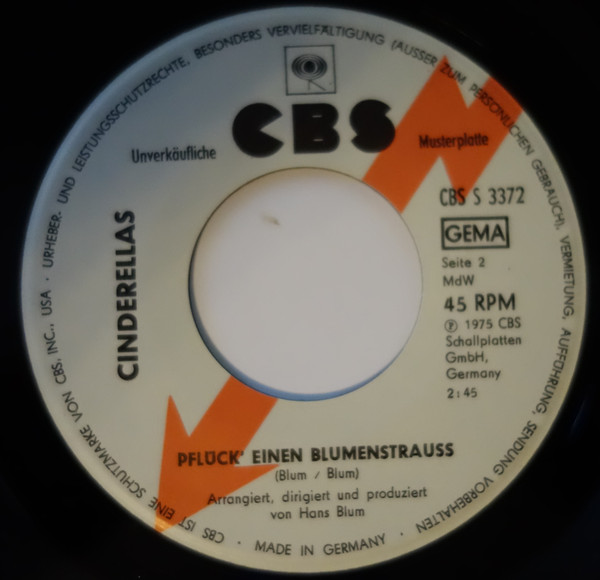 URHEBER. UND LEISTUNGSSCHUTZRECHTE, BESONDERS VERVIELFÄLTIGUNG (AUSSER ZUM PERSÖNLICHEN GEBRAUCH), VERMIETUNG, AUFFÜHRUNG, SENDUNG VORBEHALTEN
CBS
Unverkäufliche
Musterplatte
CBS S 3372
GEMA
Seite 2
MdW
45 RPM
℗ 1975 CBS
Schallplatten
GmbH,
Germany
2:45
CINDERELLAS
PFLÜCK' EINEN BLUMENSTRAUSS
(Blum / Blum)
Arrangiert, dirigiert und produziert
von Hans Blum
· MADE IN GERMANY ·
CBS IST EINE SCHUTZMARKE VON CBS, INC., USA ·